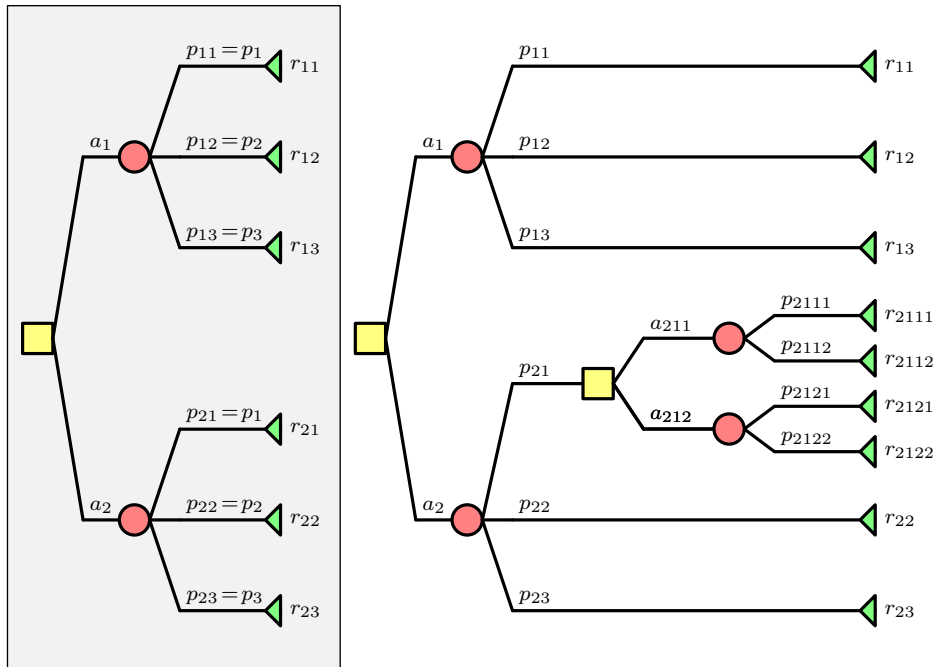 p₁₁=p₁
r₁₁
a₁
p₁₂=p₂
r₁₂
p₁₃=p₃
r₁₃
p₂₁=p₁
r₂₁
a₂
p₂₂=p₂
r₂₂
p₂₃=p₃
r₂₃
p₁₁
r₁₁
a₁
p₁₂
r₁₂
p₁₃
r₁₃
p₂₁
a₂₁₁
p₂₁₁₁
r₂₁₁₁
p₂₁₁₂
r₂₁₁₂
a₂₁₂
p₂₁₂₁
r₂₁₂₁
p₂₁₂₂
r₂₁₂₂
a₂
p₂₂
r₂₂
p₂₃
r₂₃